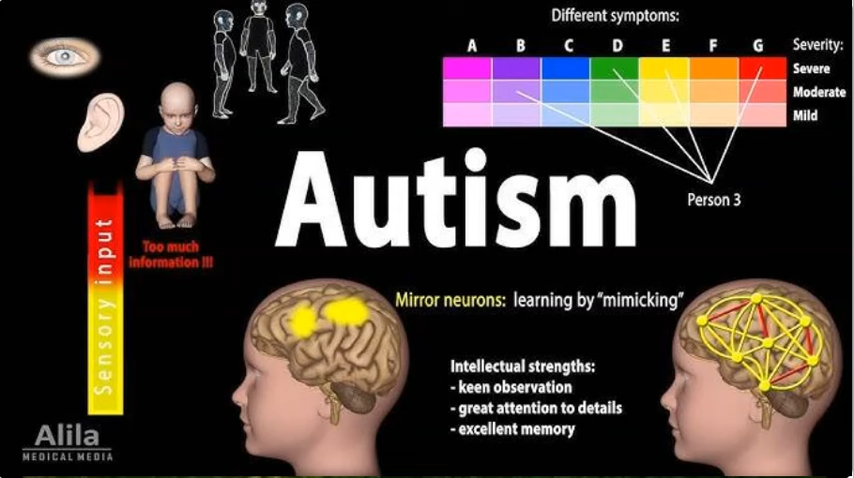 Different symptoms:
A B C D E F G Severity:
Severe
Moderate
Mild
Person 3
Autism
Too much
information !!!
Sensory input
Mirror neurons: learning by "mimicking"
Intellectual strengths:
- keen observation
- great attention to details
- excellent memory
Alila
MEDICAL MEDIA